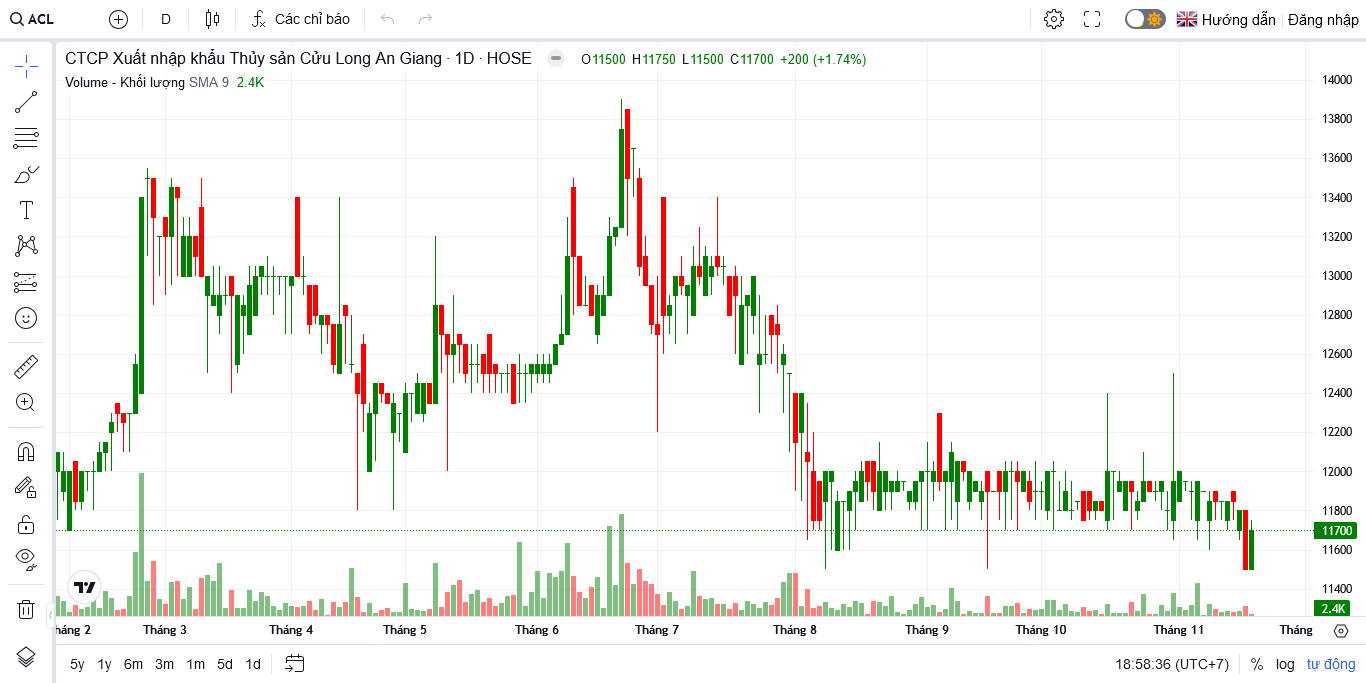 ACL D Các chỉ báo Hướng dẫn Đăng nhập
CTCP Xuất nhập khẩu Thủy sản Cửu Long An Giang · 1D · HOSE O11500 H11750 L11500 C11700 +200 (+1.74%)
Volume - Khối lượng SMA 9 2.4K
14000
13800
13600
13400
13200
13000
12800
12600
12400
12200
12000
11800
11700
11600
11400
2.4K
háng 2 Tháng 3 Tháng 4 Tháng 5 Tháng 6 Tháng 7 Tháng 8 Tháng 9 Tháng 10 Tháng 11 Tháng
5y 1y 6m 3m 1m 5d 1d 18:58:36 (UTC+7) % log tự động